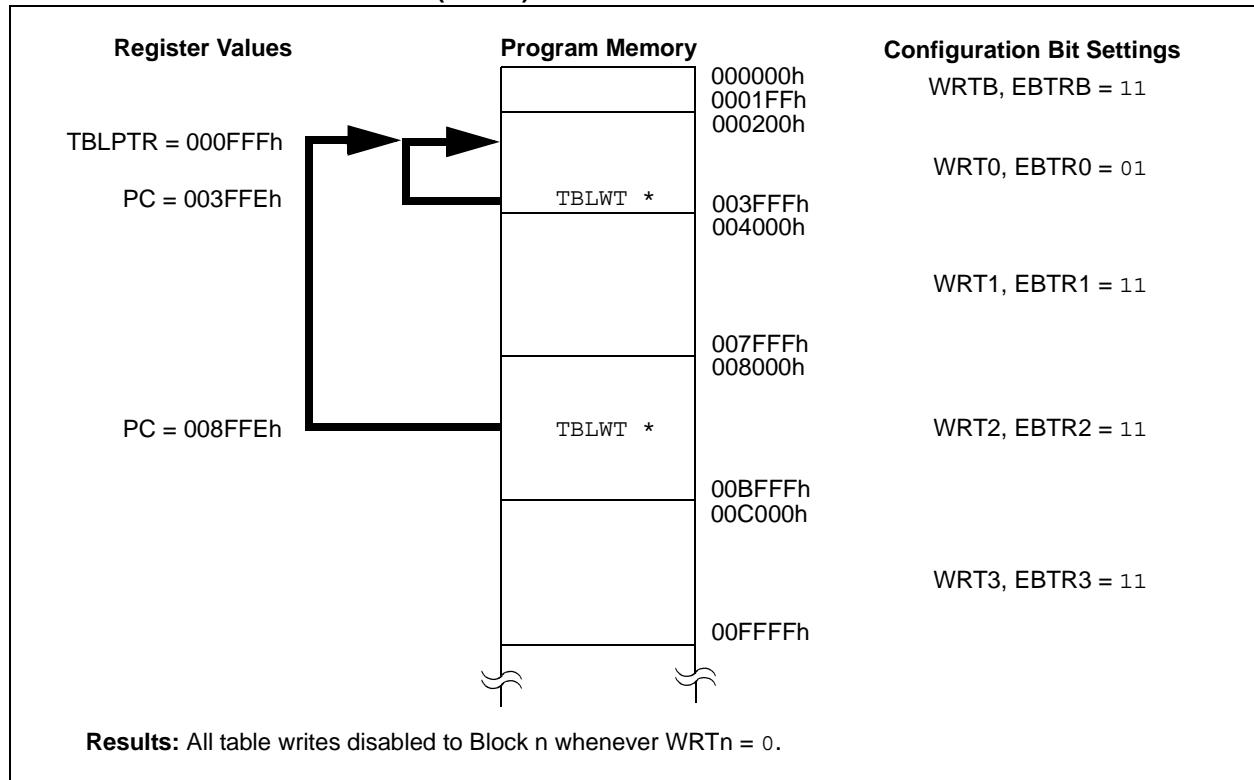 Register Values Program Memory Configuration Bit Settings
000000h
WRTB, EBTRB = 11
0001FFh
000200h
TBLPTR = 000FFFh
WRT0, EBTR0 = 01
PC = 003FFEh
TBLWT *
003FFFh
004000h
WRT1, EBTR1 = 11
007FFFh
008000h
PC = 008FFEh
TBLWT *
WRT2, EBTR2 = 11
00BFFFh
00C000h
WRT3, EBTR3 = 11
00FFFFh
Results: All table writes disabled to Block n whenever WRTn = 0.